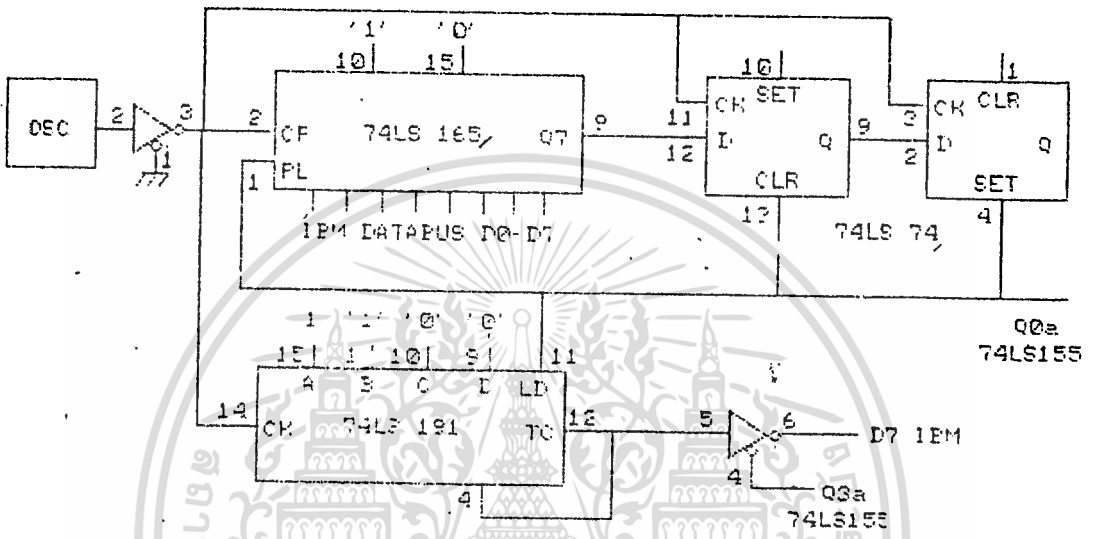 '1' '0'
10 15 10 1
OSC 2 3 2 CP 74LS 165 Q7 9 11 CK SET 3 CK CLR
1 PL 12 D Q 9 2 D Q
1 CLR SET
IBM DATABUS D0-D7 13 74LS 74 4
1 '1' '0' '0' Q0a
15 1 10 9 11 74LS155
A B C D LD
14 CK 74LS 191 TC 12 5 6 D7 IBM
4 4 Q3a
74LS155